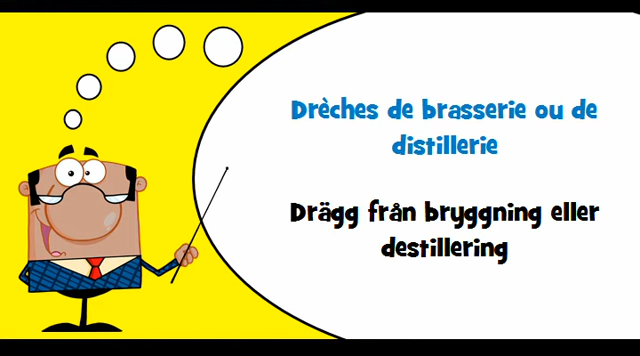 Drèches de brasserie ou de
distillerie
Drägg från bryggning eller
destillering